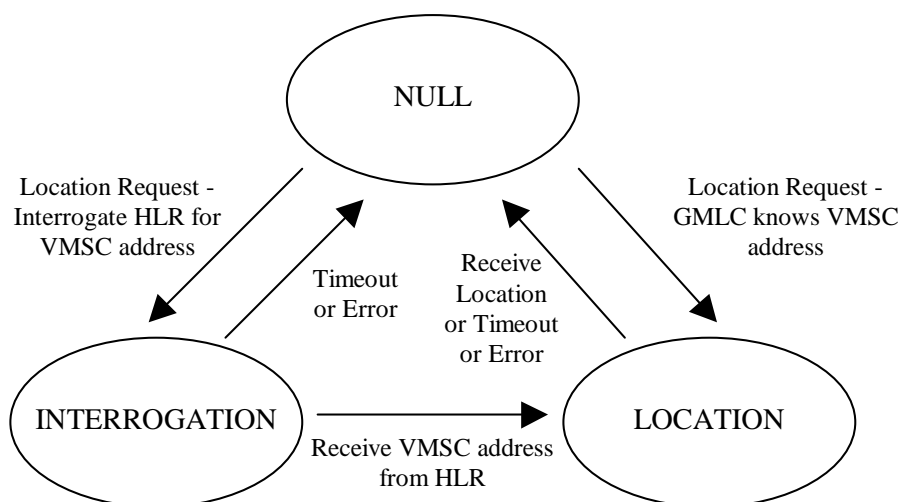 NULL
Location Request -
Interrogate HLR for
VMSC address
Location Request -
GMLC knows VMSC
address
Timeout
or Error
Receive
Location
or Timeout
or Error
INTERROGATION
LOCATION
Receive VMSC address
from HLR